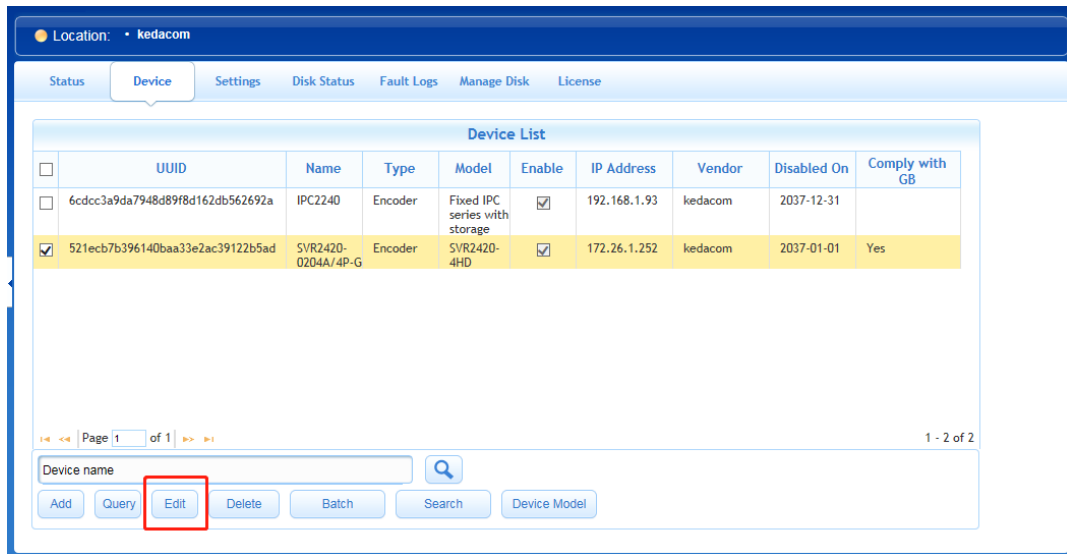 Location: • kedacom
Status Device Settings Disk Status Fault Logs Manage Disk License
Device List
UUID Name Type Model Enable IP Address Vendor Disabled On Comply with GB
6cdcc3a9da7948d89f8d162db562692a IPC2240 Encoder Fixed IPC series with storage 192.168.1.93 kedacom 2037-12-31
521ecb7b396140baa33e2ac39122b5ad SVR2420-0204A/4P-G Encoder SVR2420-4HD 172.26.1.252 kedacom 2037-01-01 Yes
Page 1 of 1 1 - 2 of 2
Device name
Add Query Edit Delete Batch Search Device Model